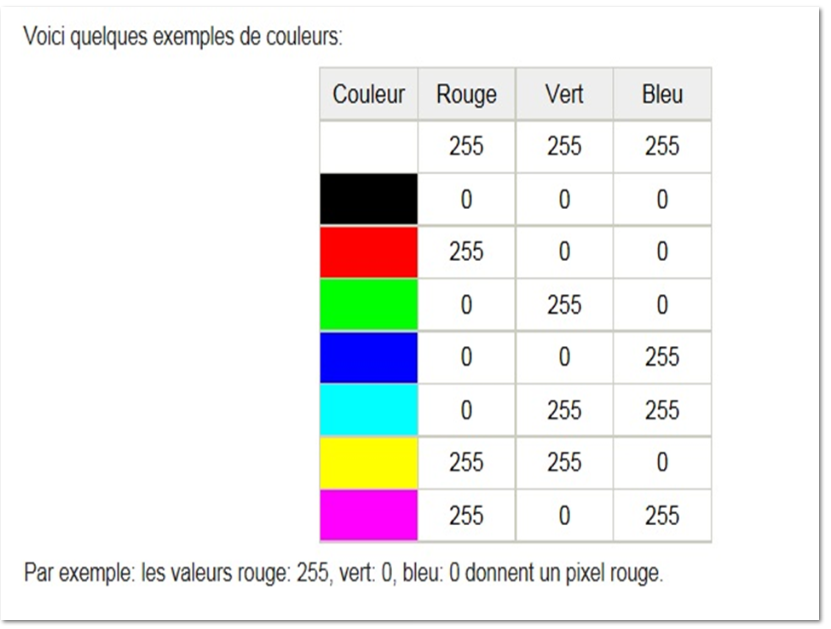 Voici quelques exemples de couleurs:
Couleur Rouge Vert Bleu
255 255 255
0 0 0
255 0 0
0 255 0
0 0 255
0 255 255
255 255 0
255 0 255
Par exemple: les valeurs rouge: 255, vert: 0, bleu: 0 donnent un pixel rouge.